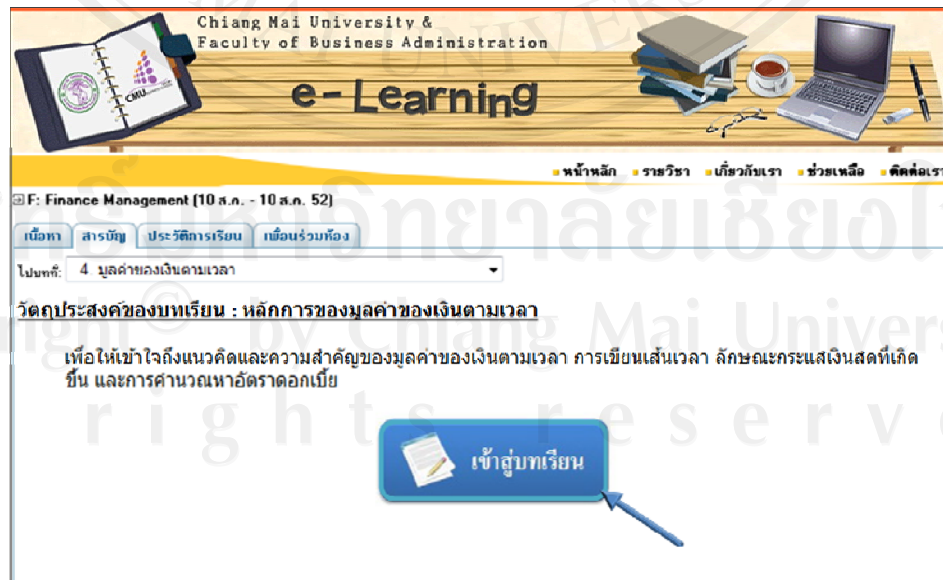 Chiang Mai University &
Faculty of Business Administration
e-Learning
CMU
หน้าหลัก รายวิชา เกี่ยวกับเรา ช่วยเหลือ ติดต่อเรา
F: Finance Management (10 ส.ค. - 10 ส.ค. 52)
เนื้อหา สารบัญ ประวัติการเรียน เพื่อนร่วมห้อง
ไปบทที่: 4. มูลค่าของเงินตามเวลา
วัตถุประสงค์ของบทเรียน : หลักการของมูลค่าของเงินตามเวลา
เพื่อให้เข้าใจถึงแนวคิดและความสำคัญของมูลค่าของเงินตามเวลา การเขียนเส้นเวลา ลักษณะกระแสเงินสดที่เกิด
ขึ้น และการคำนวณหาอัตราดอกเบี้ย
by Chiang Mai Univers
rights reserve
เข้าสู่บทเรียน